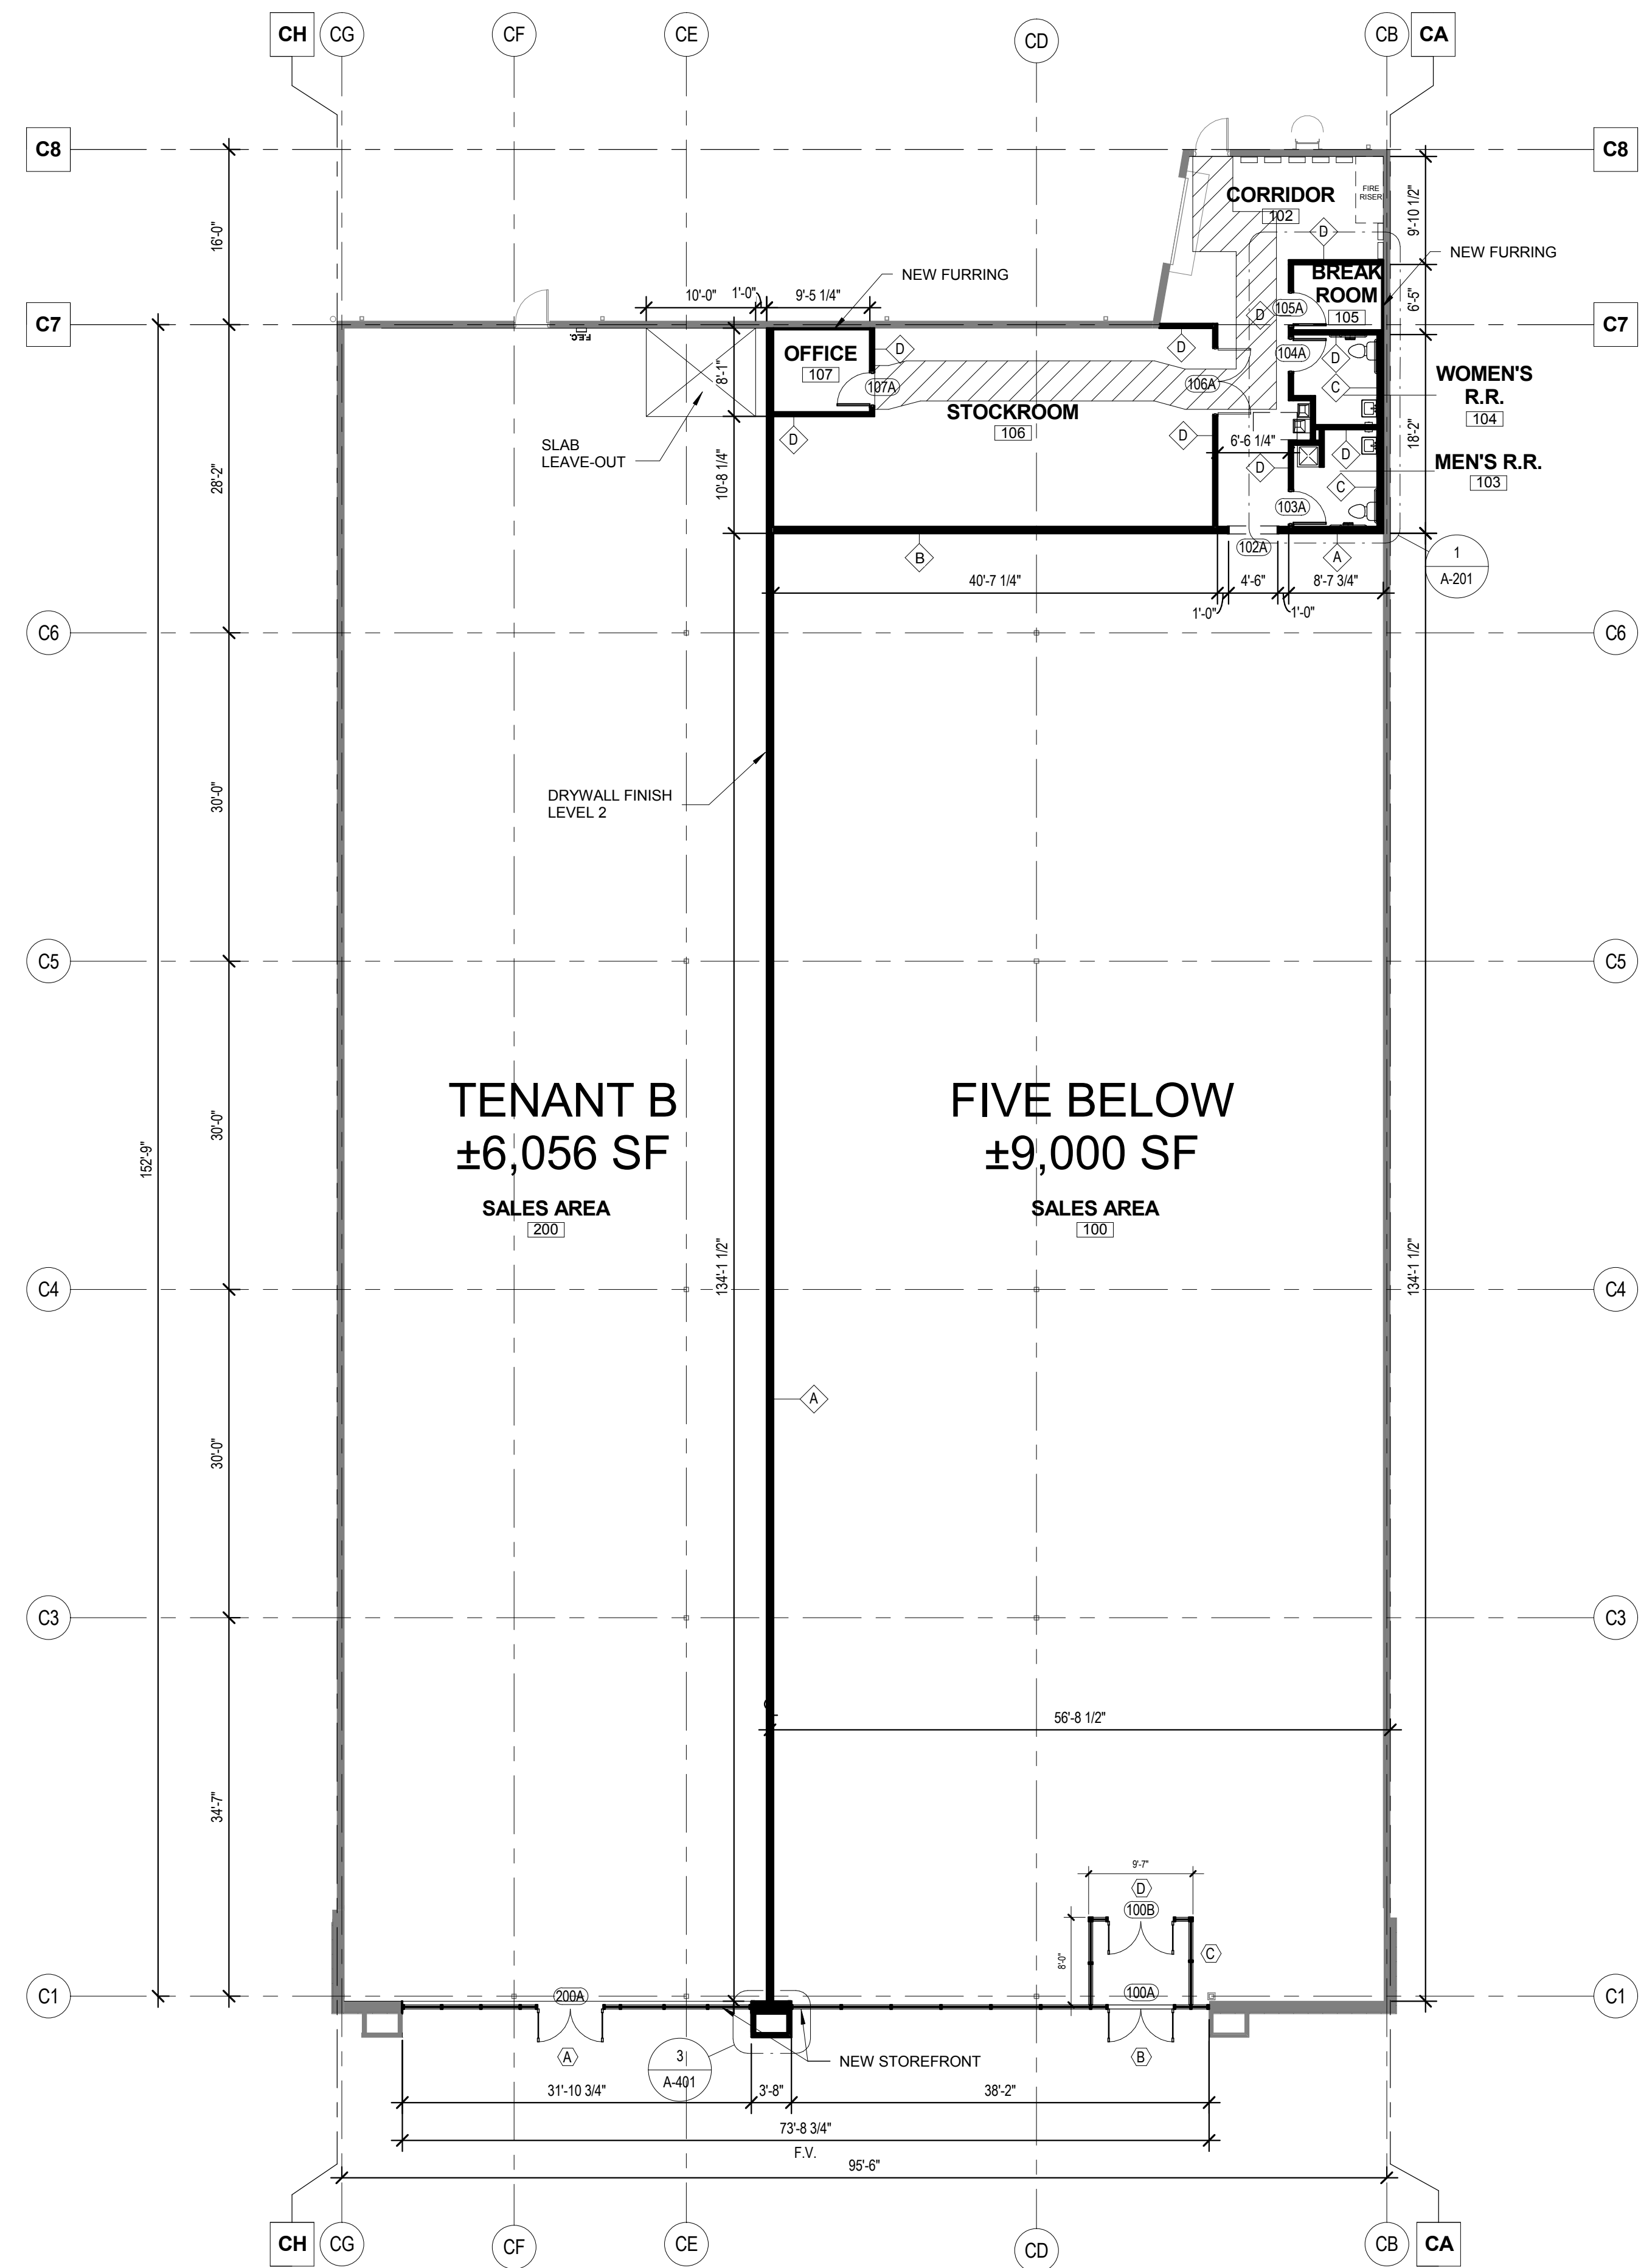 CH
CG
CF
CE
CD
CB
CA
C8
C8
CORRIDOR
102
FIRE
RISER
9'-10 1/2"
16'-0"
D
NEW FURRING
NEW FURRING
BREAK
ROOM
105
105A
6'-5"
10'-0"
1'-0"
9'-5 1/4"
C7
C7
F.E.C.
D
OFFICE
107
107A
D
D
104A
D
C
106A
8'-1"
WOMEN'S
R.R.
104
STOCKROOM
106
SLAB
LEAVE-OUT
D
D
6'-6 1/4"
D
D
18'-2"
MEN'S R.R.
103
C
103A
28'-2"
10'-8 1/4"
102A
B
A
1
A-201
40'-7 1/4"
4'-6"
8'-7 3/4"
1'-0"
1'-0"
C6
C6
30'-0"
DRYWALL FINISH
LEVEL 2
C5
C5
TENANT B
±6,056 SF
SALES AREA
200
FIVE BELOW
±9,000 SF
SALES AREA
100
30'-0"
152'-9"
134'-1 1/2"
134'-1 1/2"
C4
C4
A
30'-0"
C3
C3
56'-8 1/2"
34'-7"
9'-7"
D
100B
8'-0"
C
C1
200A
100A
C1
A
3
A-401
NEW STOREFRONT
B
31'-10 3/4"
3'-8"
38'-2"
73'-8 3/4"
F.V.
95'-6"
CH
CG
CF
CE
CD
CB
CA